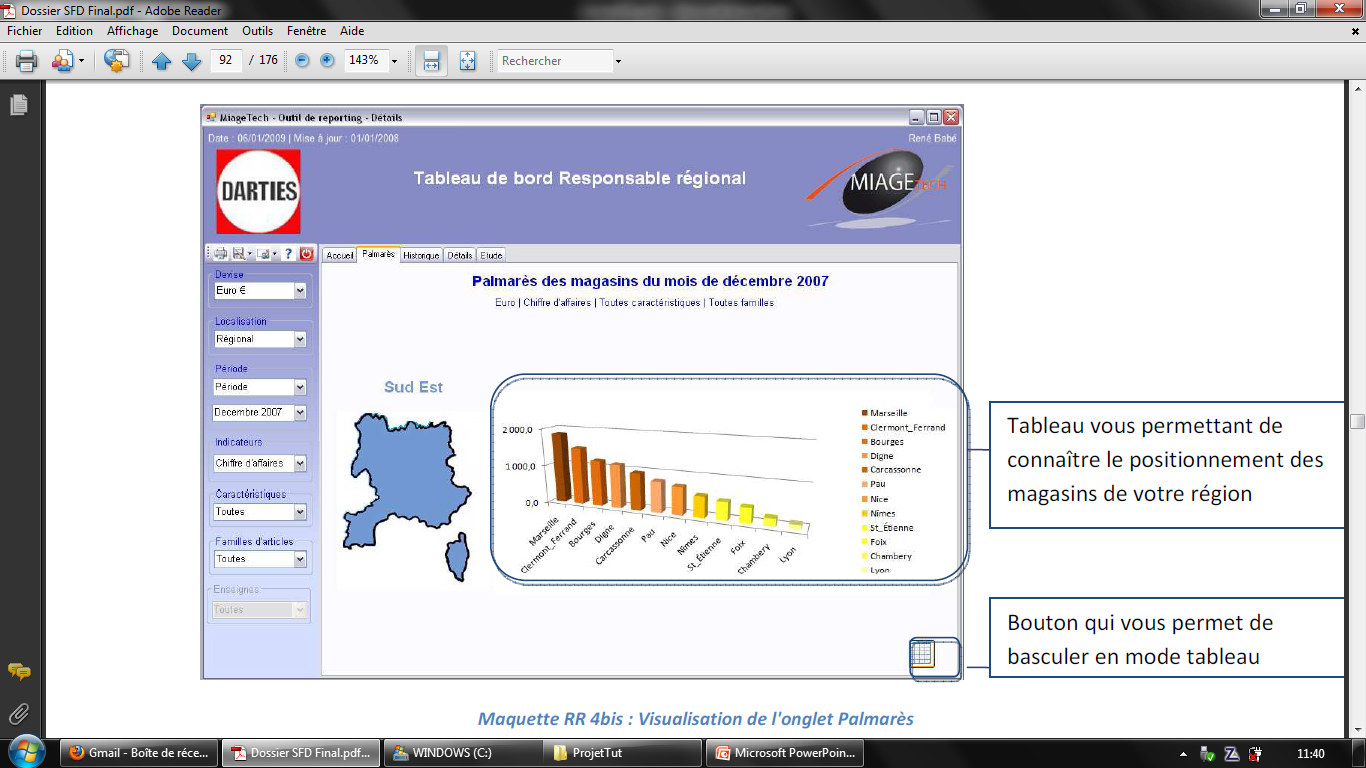 Dossier SFD Final.pdf - Adobe Reader
Fichier Edition Affichage Document Outils Fenêtre Aide
92 / 176 143% Rechercher
MiageTech - Outil de reporting - Détails
Date : 06/01/2009 | Mise à jour : 01/01/2008 René Babé
DARTIES
Tableau de bord Responsable régional
MIAGETECH
Accueil Palmarès Historique Détails Etude
Devise
Euro €
Localisation
Régional
Période
Période
Decembre 2007
Indicateurs
Chiffre d'affaires
Caractéristiques
Toutes
Familles d'articles
Toutes
Enseignes
Toutes
Palmarès des magasins du mois de décembre 2007
Euro | Chiffre d'affaires | Toutes caractéristiques | Toutes familles
Sud Est
2 000,0
1 000,0
0,0
Marseille
Clermont_Ferrand
Bourges
Digne
Carcassonne
Pau
Nice
Nîmes
St_Étienne
Foix
Chambery
Lyon
Marseille
Clermont_Ferrand
Bourges
Digne
Carcassonne
Pau
Nice
Nîmes
St_Étienne
Foix
Chambery
Lyon
Tableau vous permettant de
connaître le positionnement des
magasins de votre région
Bouton qui vous permet de
basculer en mode tableau
Maquette RR 4bis : Visualisation de l'onglet Palmarès
Gmail - Boîte de réce... Dossier SFD Final.pdf... WINDOWS (C:) ProjetTut Microsoft PowerPoin... 11:40